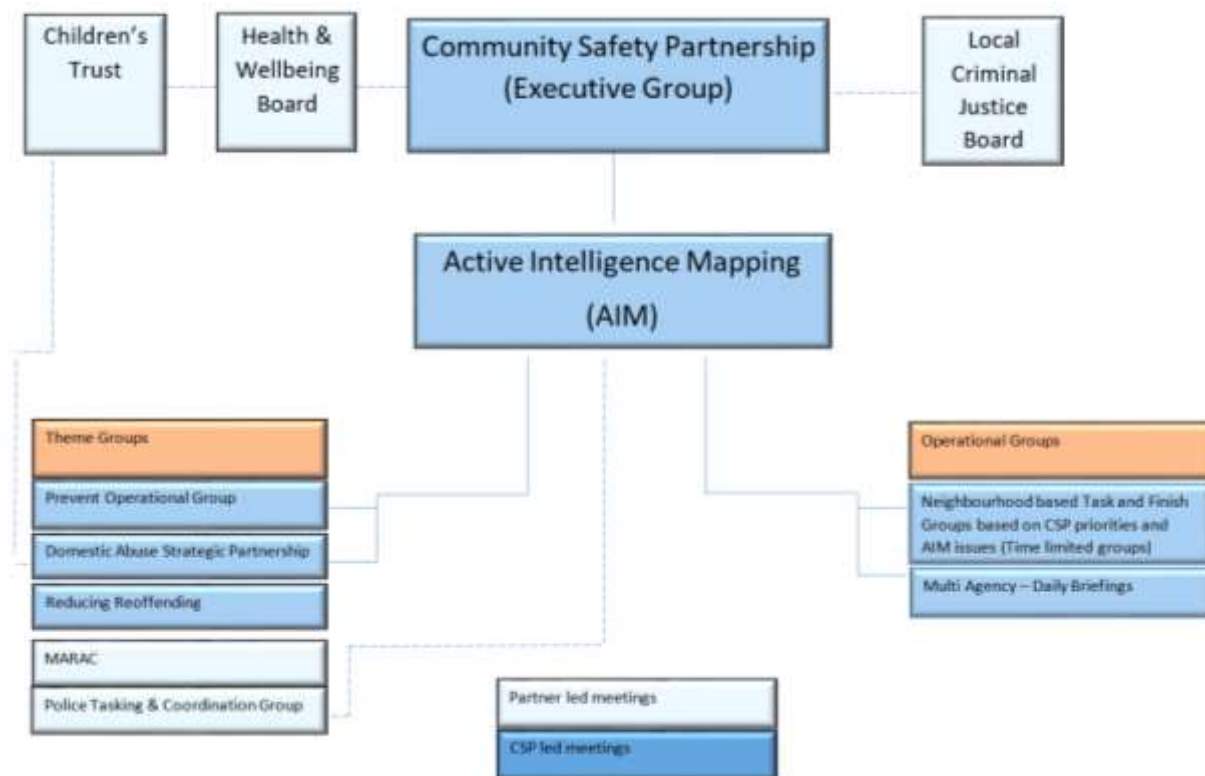 Children's
Trust
Health &
Wellbeing
Board
Community Safety Partnership
(Executive Group)
Local
Criminal
Justice
Board
Active Intelligence Mapping
(AIM)
Theme Groups
Prevent Operational Group
Domestic Abuse Strategic Partnership
Reducing Reoffending
MARAC
Police Tasking & Coordination Group
Operational Groups
Neighbourhood based Task and Finish
Groups based on CSP priorities and
AIM issues (Time limited groups)
Multi Agency – Daily Briefings
Partner led meetings
CSP led meetings